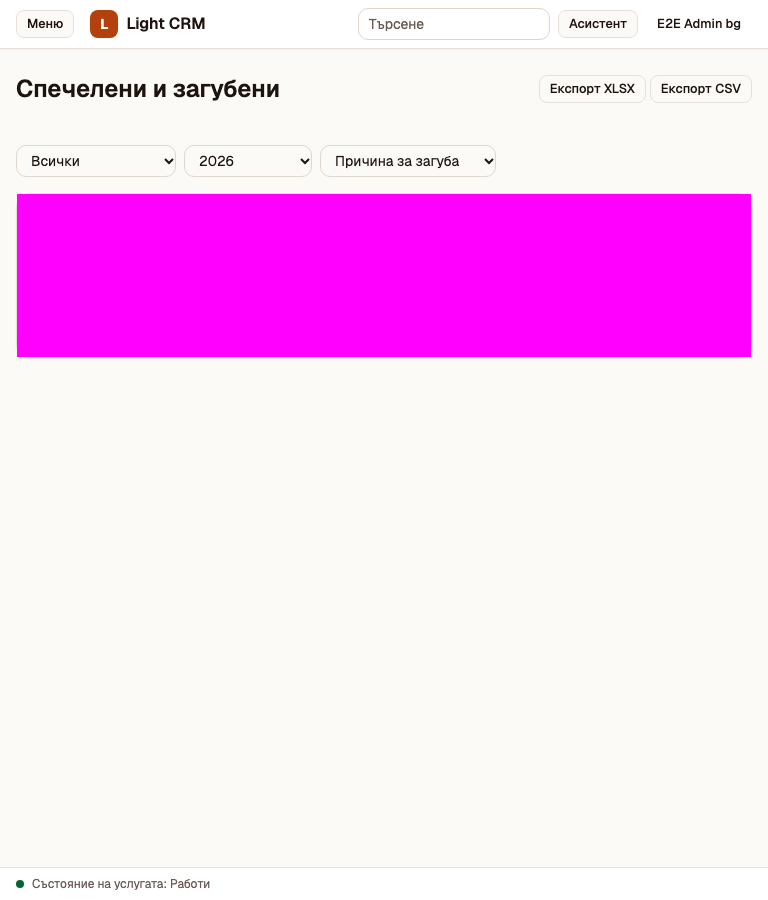 Меню
L
Light CRM
Търсене
Асистент
E2E Admin bg
Спечелени и загубени
Експорт XLSX
Експорт CSV
Всички
2026
Причина за загуба
Състояние на услугата: Работи